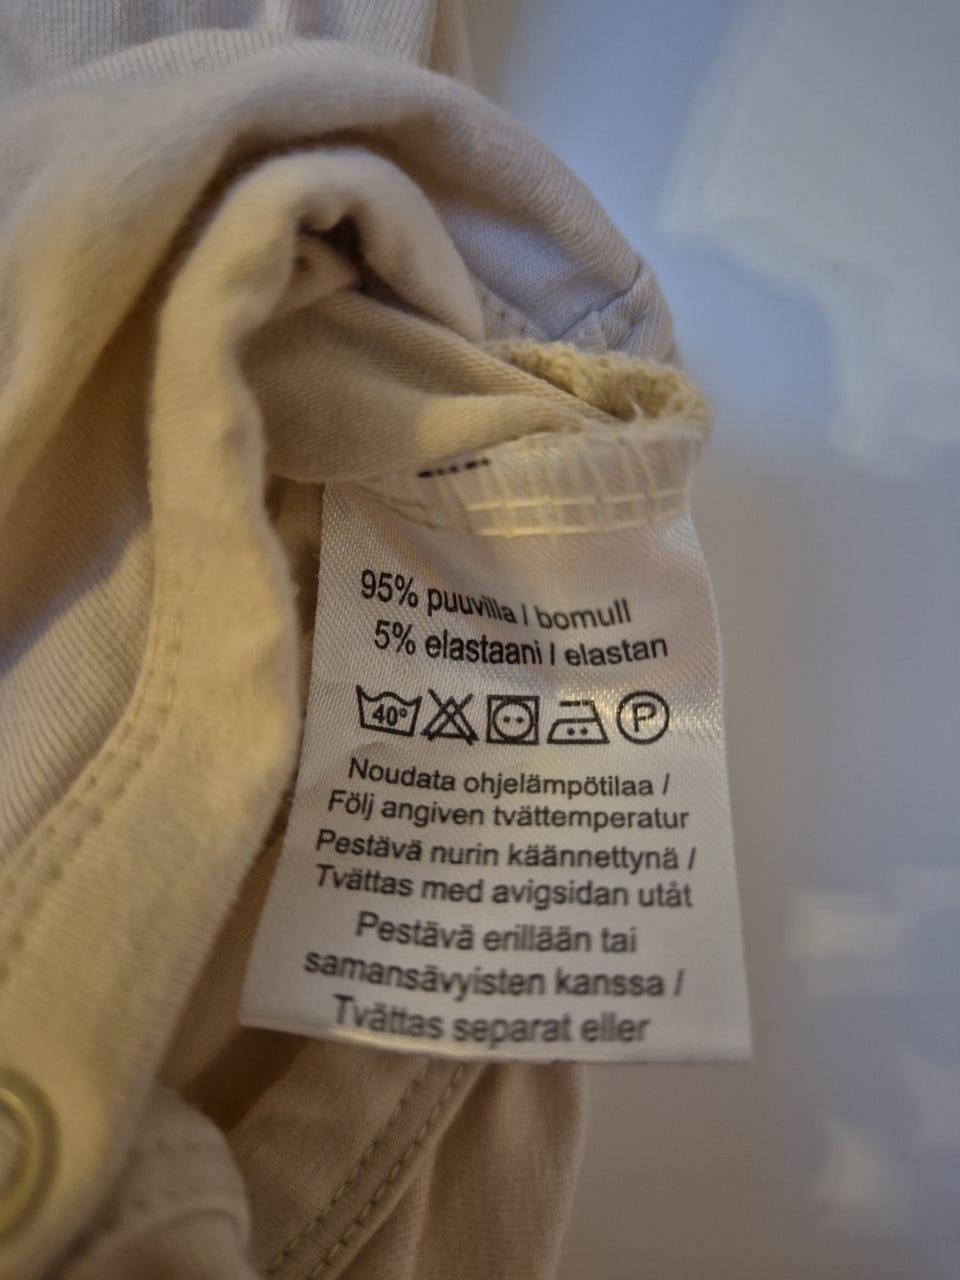 95% puuvilla / bomull
5% elastaani / elastan
40° P
Noudata ohjelämpötilaa /
Följ angiven tvättemperatur
Pestävä nurin käännettynä /
Tvättas med avigsidan utåt
Pestävä erillään tai
samansävyisten kanssa /
Tvättas separat eller